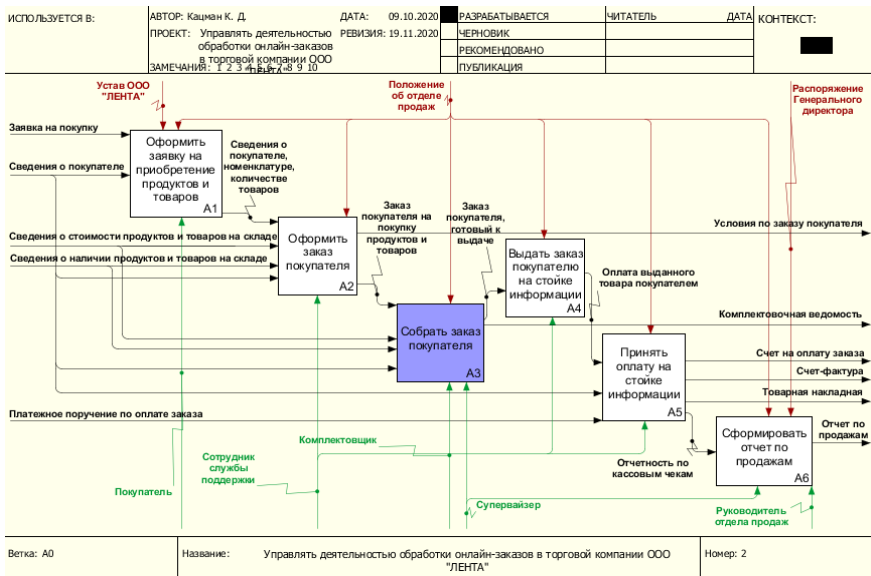 ИСПОЛЬЗУЕТСЯ В:
АВТОР: Кацман К. Д.
ДАТА: 09.10.2020
ПРОЕКТ: Управлять деятельностью
обработки онлайн-заказов
в торговой компании ООО
"ЛЕНТА"
РЕВИЗИЯ: 19.11.2020
ЗАМЕЧАНИЯ: 1 2 3 4 5 6 7 8 9 10
РАЗРАБАТЫВАЕТСЯ
ЧЕРНОВИК
РЕКОМЕНДОВАНО
ПУБЛИКАЦИЯ
ЧИТАТЕЛЬ
ДАТА
КОНТЕКСТ:
Устав ООО
"ЛЕНТА"
Положение
об отделе
продаж
Распоряжение
Генерального
директора
Заявка на покупку
Сведения о покупателе
Оформить
заявку на
приобретение
продуктов и
товаров
A1
Сведения о
покупателе,
номенклатуре,
количестве
товаров
Сведения о стоимости продуктов и товаров на складе
Сведения о наличии продуктов и товаров на складе
Оформить
заказ
покупателя
A2
Заказ
покупателя на
покупку
продуктов и
товаров
Заказ
покупателя,
готовый к
выдаче
Условия по заказу покупателя
Выдать заказ
покупателю
на стойке
информации
A4
Оплата выданного
товара покупателем
Собрать заказ
покупателя
A3
Комплектовочная ведомость
Принять
оплату на
стойке
информации
A5
Счет на оплату заказа
Счет-фактура
Товарная накладная
Платежное поручение по оплате заказа
Сформировать
отчет по
продажам
A6
Отчет по
продажам
Отчетность по
кассовым чекам
Комплектовщик
Сотрудник
службы
поддержки
Покупатель
Супервайзер
Руководитель
отдела продаж
Ветка: A0
Название: Управлять деятельностью обработки онлайн-заказов в торговой компании ООО
"ЛЕНТА"
Номер: 2